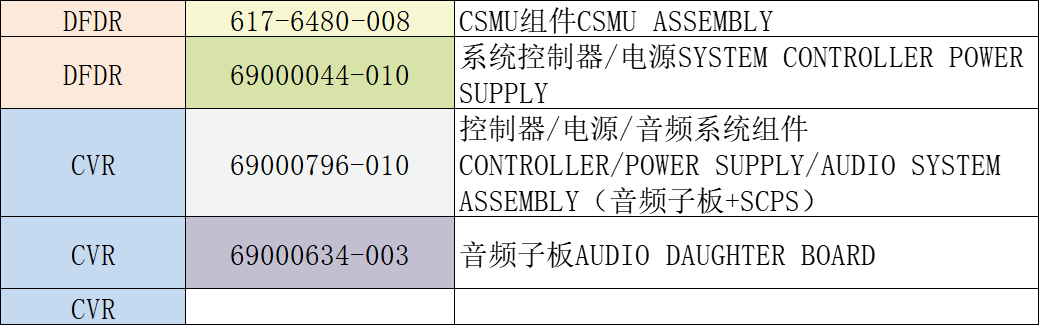 DFDR 617-6480-008 CSMU组件CSMU ASSEMBLY
DFDR 69000044-010 系统控制器/电源SYSTEM CONTROLLER POWER
SUPPLY
CVR 69000796-010 控制器/电源/音频系统组件
CONTROLLER/POWER SUPPLY/AUDIO SYSTEM
ASSEMBLY（音频子板+SCPS）
CVR 69000634-003 音频子板AUDIO DAUGHTER BOARD
CVR